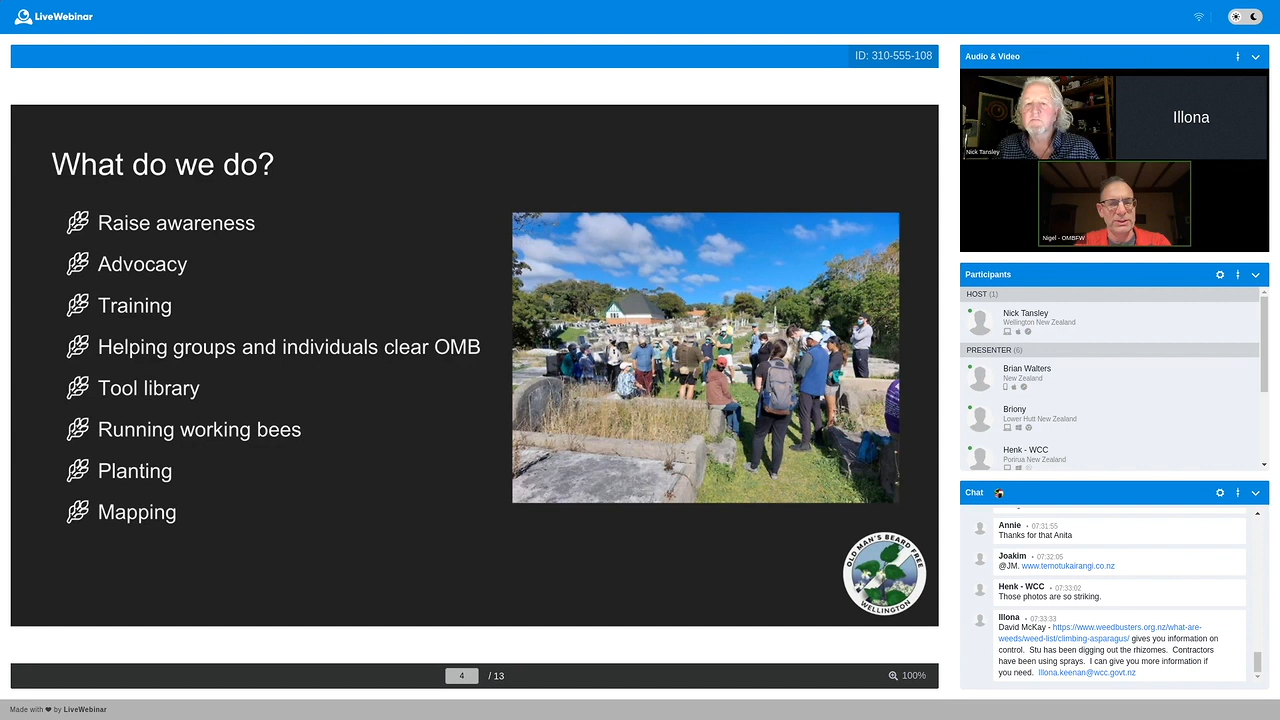 LiveWebinar
ID: 310-555-108
What do we do?
Raise awareness
Advocacy
Training
Helping groups and individuals clear OMB
Tool library
Running working bees
Planting
Mapping
OLD MAN'S BEARD FREE
WELLINGTON
4 / 13
100%
Audio & Video
Nick Tansley
Illona
Nigel - OMBFW
Participants
HOST (1)
Nick Tansley
Wellington New Zealand
PRESENTER (6)
Brian Walters
New Zealand
Briony
Lower Hutt New Zealand
Henk - WCC
Porirua New Zealand
Chat
Annie • 07:31:55
Thanks for that Anita
Joakim • 07:32:05
@JM. www.temotukairangi.co.nz
Henk - WCC • 07:33:02
Those photos are so striking.
Illona • 07:33:33
David McKay - https://www.weedbusters.org.nz/what-are-
weeds/weed-list/climbing-asparagus/ gives you information on
control. Stu has been digging out the rhizomes. Contractors
have been using sprays. I can give you more information if
you need. Illona.keenan@wcc.govt.nz
Made with ❤ by LiveWebinar